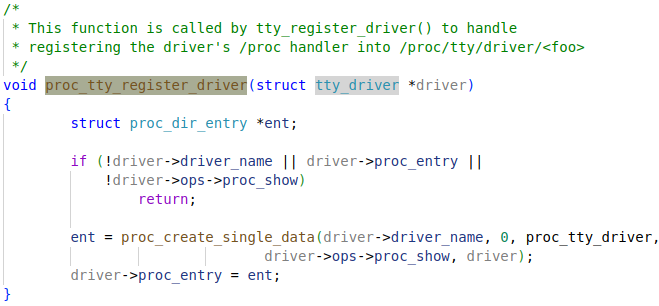 /*
 * This function is called by tty_register_driver() to handle
 * registering the driver's /proc handler into /proc/tty/driver/<foo>
 */
void proc_tty_register_driver(struct tty_driver *driver)
{
        struct proc_dir_entry *ent;

        if (!driver->driver_name || driver->proc_entry ||
            !driver->ops->proc_show)
                return;

        ent = proc_create_single_data(driver->driver_name, 0, proc_tty_driver,
                                driver->ops->proc_show, driver);
        driver->proc_entry = ent;
}